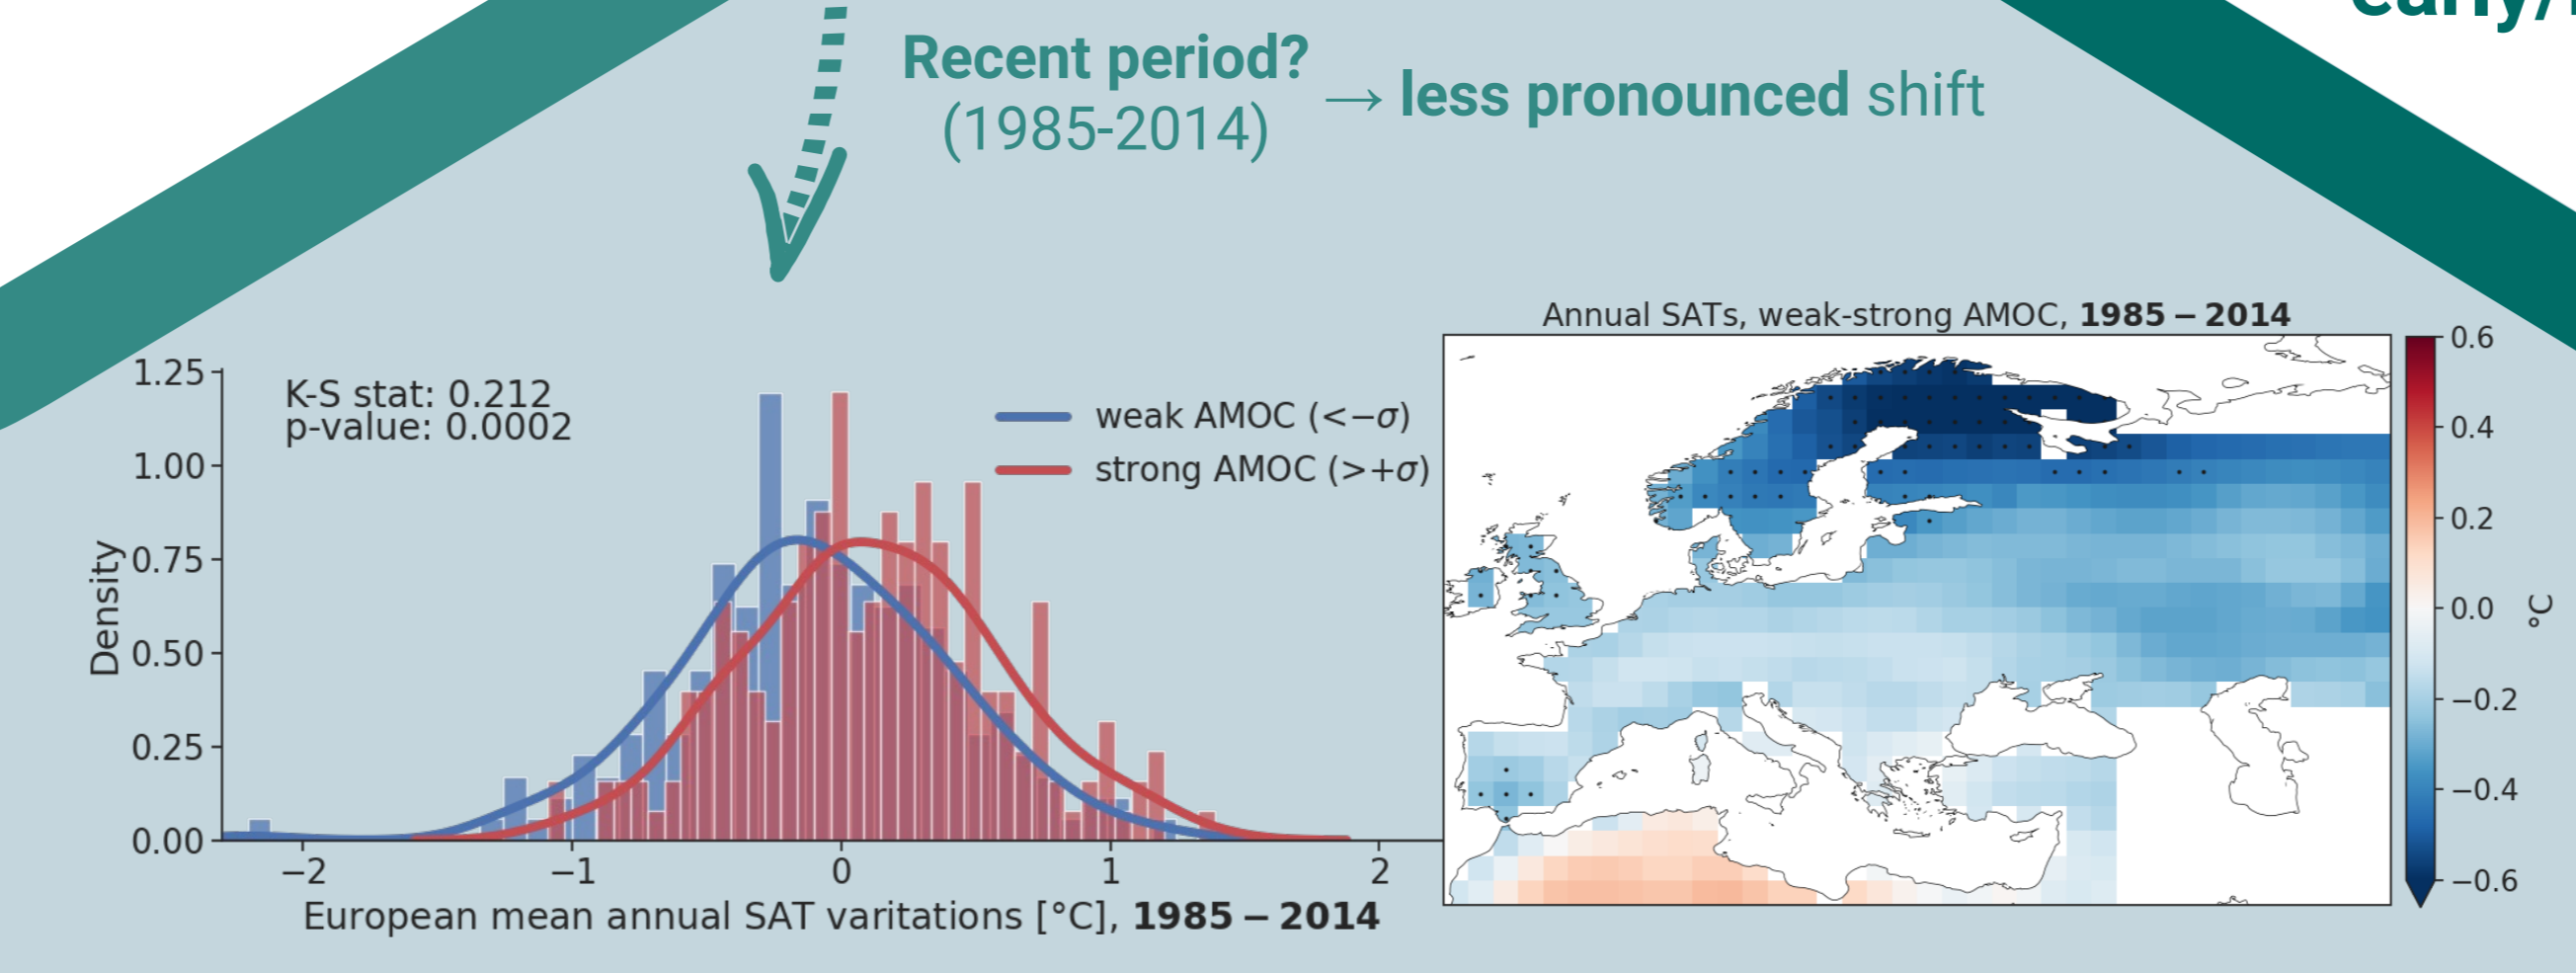 early/
Recent period?
(1985-2014)
→ less pronounced shift
K-S stat: 0.212
p-value: 0.0002
weak AMOC (<−σ)
strong AMOC (>+σ)
Density
1.25
1.00
0.75
0.50
0.25
0.00
−2 −1 0 1 2
European mean annual SAT varitations [°C], 1985 − 2014
Annual SATs, weak-strong AMOC, 1985 − 2014
0.6
0.4
0.2
0.0
−0.2
−0.4
−0.6
°C